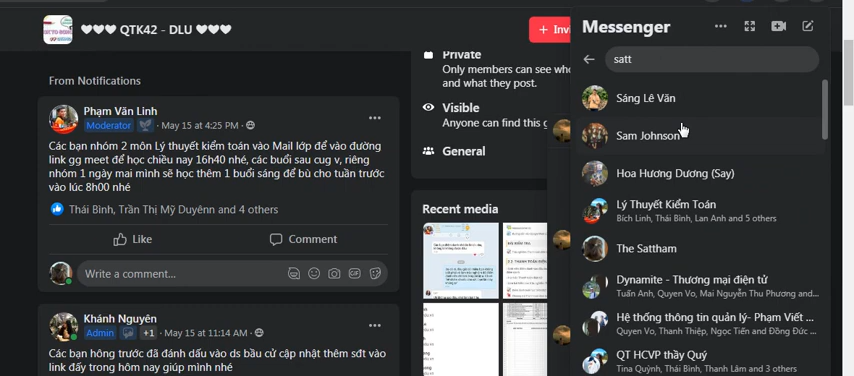 ♥♥♥ QTK42 - DLU ♥♥♥
+ Invi
From Notifications
Phạm Văn Linh
Moderator · May 15 at 4:25 PM ·
Các bạn nhóm 2 môn Lý thuyết kiểm toán vào Mail lớp để vào đường
link gg meet để học chiều nay 16h40 nhé, các buổi sau cug v, riêng
nhóm 1 ngày mai mình sẽ học thêm 1 buổi sáng để bù cho tuần trước
vào lúc 8h00 nhé
Thái Bình, Trần Thị Mỹ Duyênn and 4 others
Like
Comment
Write a comment...
Khánh Nguyên
Admin +1 · May 15 at 11:14 AM ·
Các bạn hông trước đã đánh dấu vào ds bầu cử cập nhật thêm sđt vào
link đấy trong hôm nay giúp mình nhé
Private
Only members can see who
and what they post.
Visible
Anyone can find this g
General
Recent media
Messenger
satt
Sáng Lê Văn
Sam Johnson
Hoa Hương Dương (Say)
Lý Thuyết Kiểm Toán
Bích Linh, Thái Bình, Lan Anh and 5 others
The Sattham
Dynamite - Thương mại điện tử
Tuấn Anh, Quyen Vo, Mai Nguyễn Thu Phương and...
Hệ thống thông tin quản lý- Phạm Viết ...
Quyen Vo, Thanh Thiệp, Ngọc Tiến and Đồng Đức ...
QT HCVP thầy Quý
Tina Quỳnh, Thái Bình, Thanh Lâm and 3 others